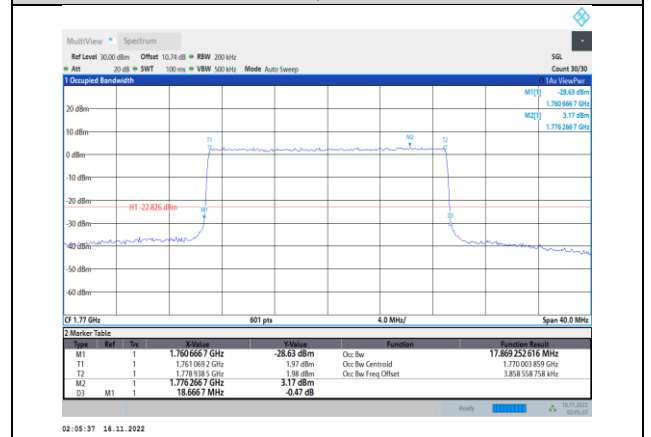 MultiView Spectrum
Ref Level 30.00 dBm Offset 10.74 dB RBW 200 kHz SGL
Att 20 dB SWT 100 ms VBW 500 kHz Mode Auto Sweep Count 30/30
1 Occupied Bandwidth 1Av ViewPwr
M1[1] -28.63 dBm
1.760 666 7 GHz
M2[1] 3.17 dBm
1.776 266 7 GHz
20 dBm
10 dBm
T1 M2 T2
0 dBm
-10 dBm
-20 dBm
H1 -22.826 dBm M1
D3
-30 dBm
-40 dBm
-50 dBm
-60 dBm
CF 1.77 GHz 601 pts 4.0 MHz/ Span 40.0 MHz
2 Marker Table
Type Ref Trc X-Value Y-Value Function Function Result
M1 1 1.760 666 7 GHz -28.63 dBm Occ Bw 17.869 252 616 MHz
T1 1 1.761 069 2 GHz 1.97 dBm Occ Bw Centroid 1.770 003 859 GHz
T2 1 1.778 938 5 GHz 1.98 dBm Occ Bw Freq Offset 3.858 558 758 kHz
M2 1 1.776 266 7 GHz 3.17 dBm
D3 M1 1 18.666 7 MHz -0.47 dB
Ready 16.11.2022
02:05:37
02:05:37 16.11.2022